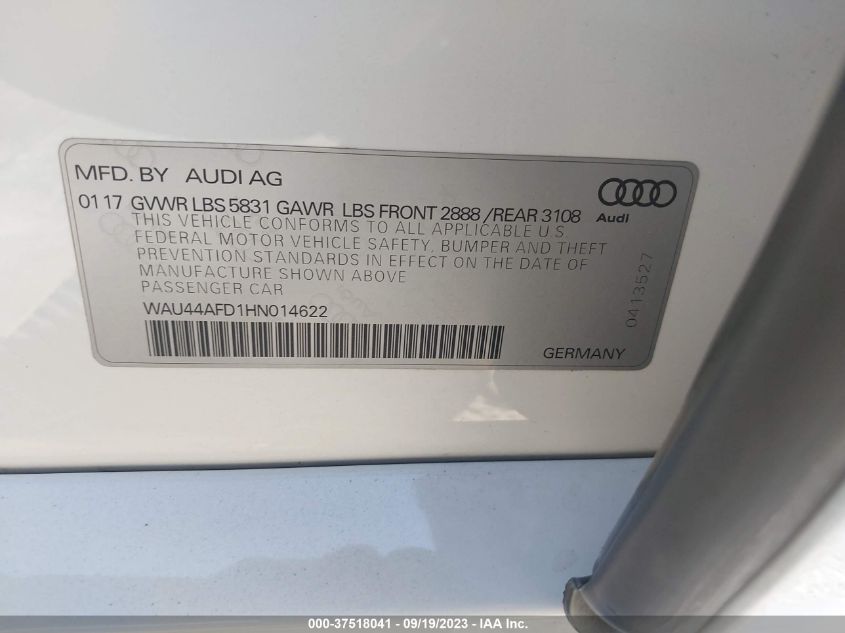 MFD. BY AUDI AG
01 17 GVWR LBS 5831 GAWR LBS FRONT 2888 /REAR 3108
Audi
THIS VEHICLE CONFORMS TO ALL APPLICABLE U.S.
FEDERAL MOTOR VEHICLE SAFETY, BUMPER AND THEFT
PREVENTION STANDARDS IN EFFECT ON THE DATE OF
MANUFACTURE SHOWN ABOVE
PASSENGER CAR
0413527
WAU44AFD1HN014622
GERMANY
000-37518041 - 09/19/2023 - IAA Inc.